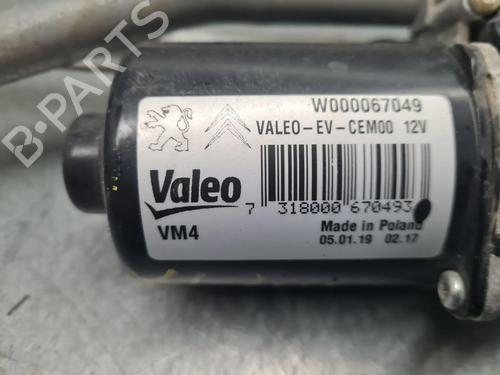 W000067049
VALEO-EV-CEM00 12V
Valeo
7 318000 670493
VM4
Made in Poland
05.01.19 02.17
B-PARTS